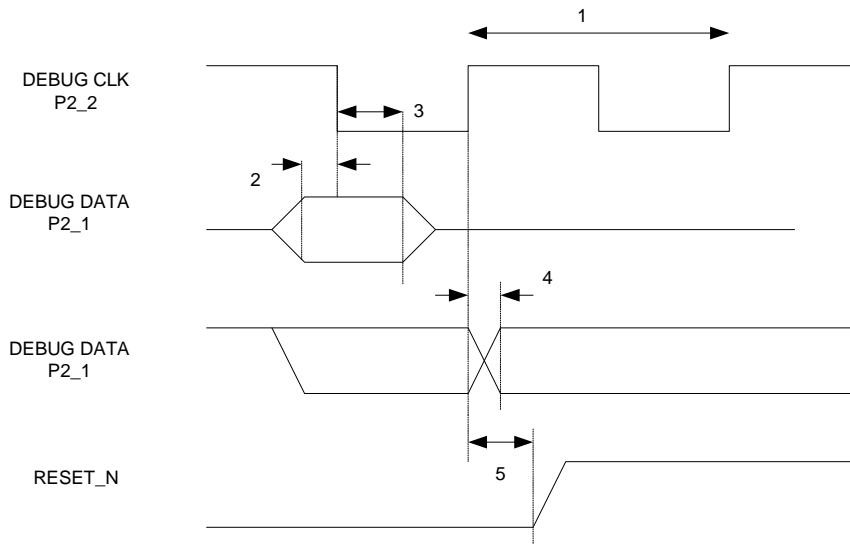 1
DEBUG CLK
P2_2
3
2
DEBUG DATA
P2_1
4
DEBUG DATA
P2_1
5
RESET_N